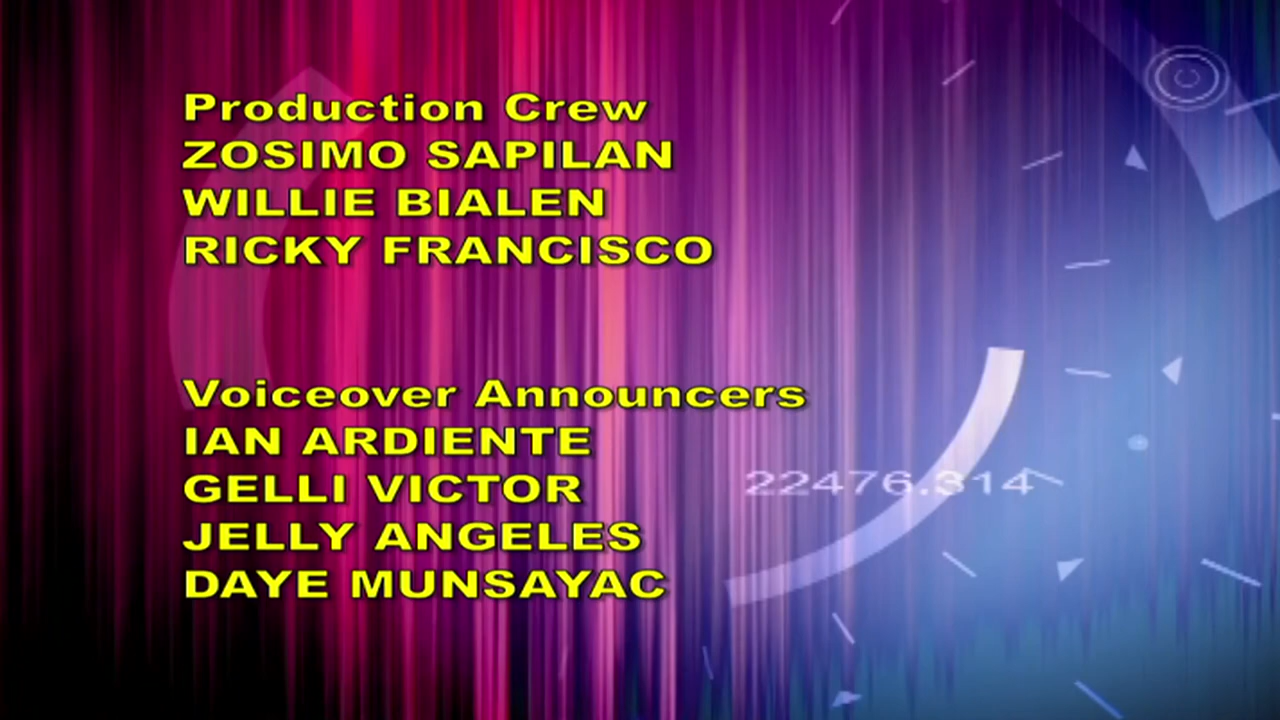 Production Crew
ZOSIMO SAPILAN
WILLIE BIALEN
RICKY FRANCISCO
Voiceover Announcers
IAN ARDIENTE
GELLI VICTOR
22476.314
JELLY ANGELES
DAYE MUNSAYAC